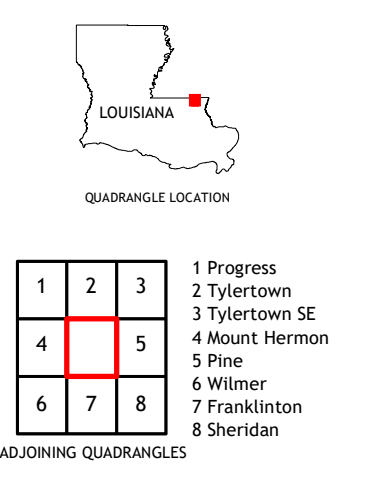 LOUISIANA
QUADRANGLE LOCATION
1 2 3
4 5
6 7 8
1 Progress
2 Tylertown
3 Tylertown SE
4 Mount Hermon
5 Pine
6 Wilmer
7 Franklinton
8 Sheridan
ADJOINING QUADRANGLES